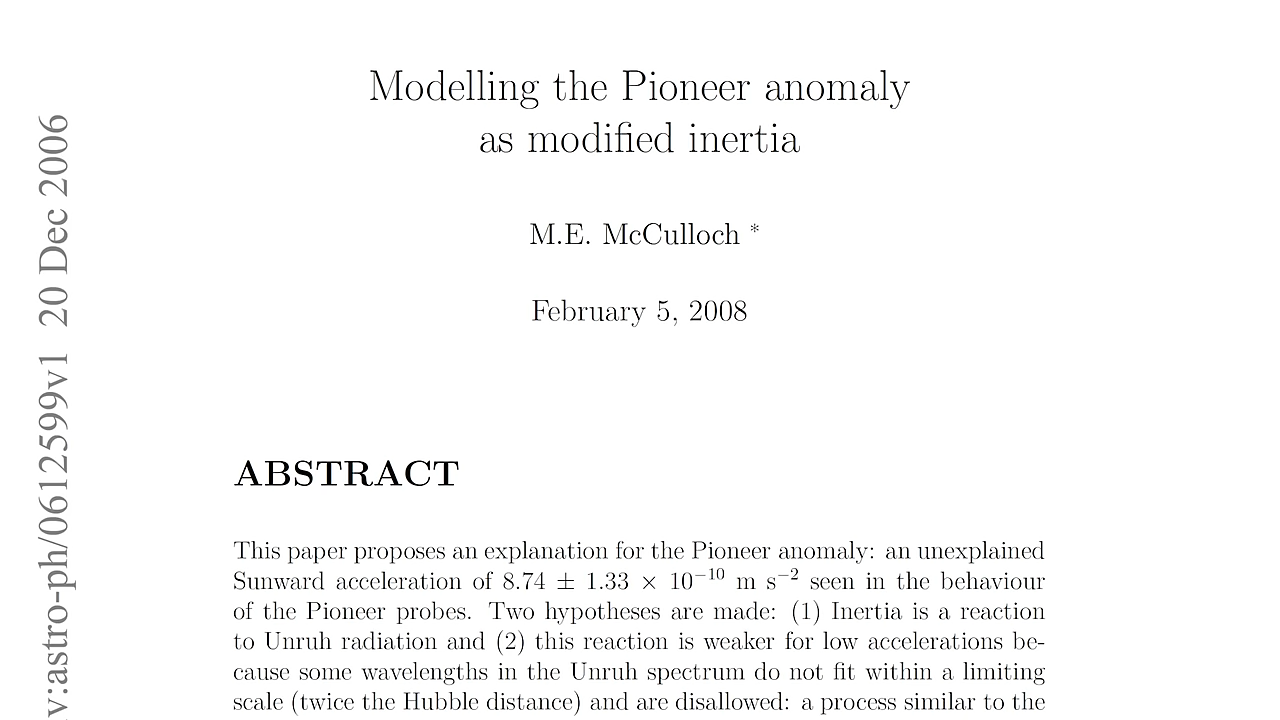 Modelling the Pioneer anomaly
as modified inertia
M.E. McCulloch *
February 5, 2008
ABSTRACT
This paper proposes an explanation for the Pioneer anomaly: an unexplained
Sunward acceleration of 8.74 ± 1.33 × 10⁻¹⁰ m s⁻² seen in the behaviour
of the Pioneer probes. Two hypotheses are made: (1) Inertia is a reaction
to Unruh radiation and (2) this reaction is weaker for low accelerations be-
cause some wavelengths in the Unruh spectrum do not fit within a limiting
scale (twice the Hubble distance) and are disallowed: a process similar to the
v:astro-ph/0612599v1 20 Dec 2006